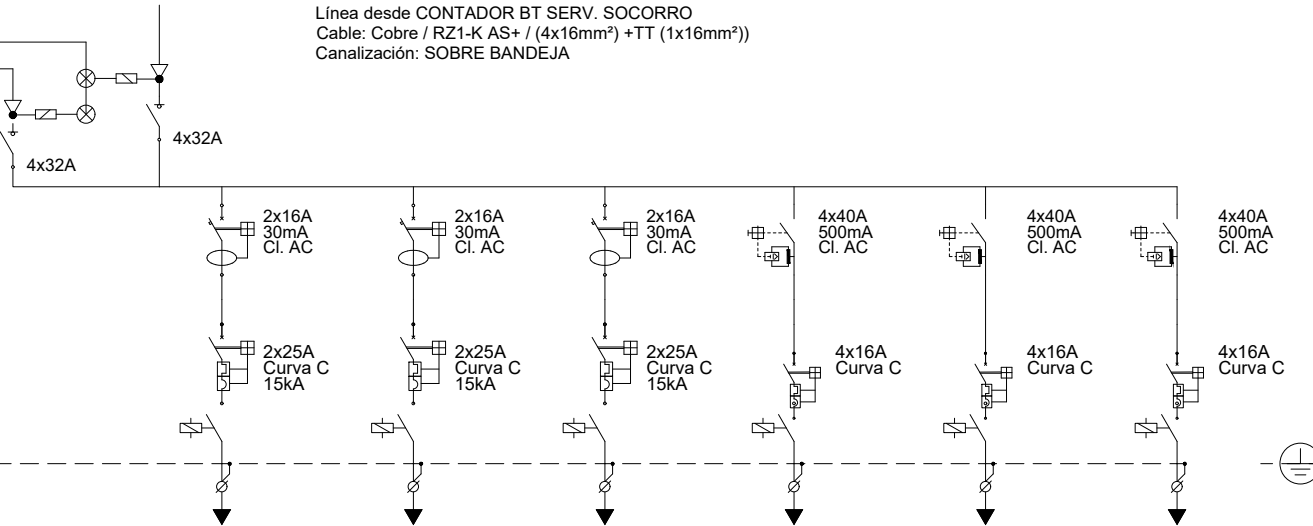 Línea desde CONTADOR BT SERV. SOCORRO
Cable: Cobre / RZ1-K AS+ / (4x16mm²) +TT (1x16mm²))
Canalización: SOBRE BANDEJA
4x32A
4x32A
2x16A
30mA
Cl. AC
2x16A
30mA
Cl. AC
2x16A
30mA
Cl. AC
4x40A
500mA
Cl. AC
4x40A
500mA
Cl. AC
4x40A
500mA
Cl. AC
2x25A
Curva C
15kA
2x25A
Curva C
15kA
2x25A
Curva C
15kA
4x16A
Curva C
4x16A
Curva C
4x16A
Curva C